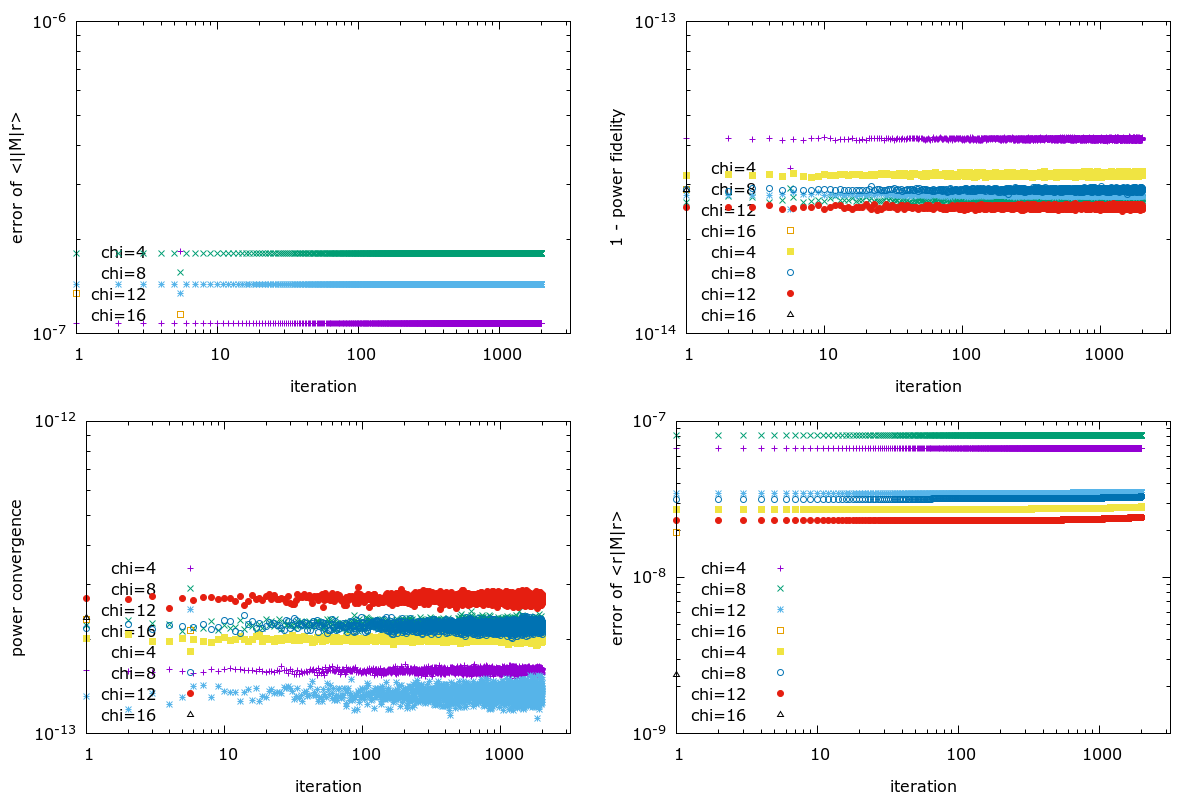 10^-6
error of <l|M|r>
chi=4
chi=8
chi=12
chi=16
10^-7
1
10
100
1000
iteration
10^-13
1 - power fidelity
chi=4
chi=8
chi=12
chi=16
chi=4
chi=8
chi=12
chi=16
10^-14
1
10
100
1000
iteration
10^-12
power convergence
chi=4
chi=8
chi=12
chi=16
chi=4
chi=8
chi=12
chi=16
10^-13
1
10
100
1000
iteration
10^-7
10^-8
error of <r|M|r>
chi=4
chi=8
chi=12
chi=16
chi=4
chi=8
chi=12
chi=16
10^-9
1
10
100
1000
iteration